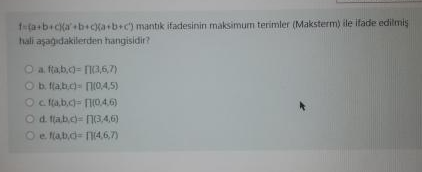 f=(a+b+c)(a'+b+c)(a+b+c') mantık ifadesinin maksimum terimler (Maksterm) ile ifade edilmiş
hali aşağıdakilerden hangisidir?
a. f(a,b,c)= ∏(3,6,7)
b. f(a,b,c)= ∏(0,4,5)
c. f(a,b,c)= ∏(0,4,6)
d. f(a,b,c)= ∏(3,4,6)
e. f(a,b,c)= ∏(4,6,7)